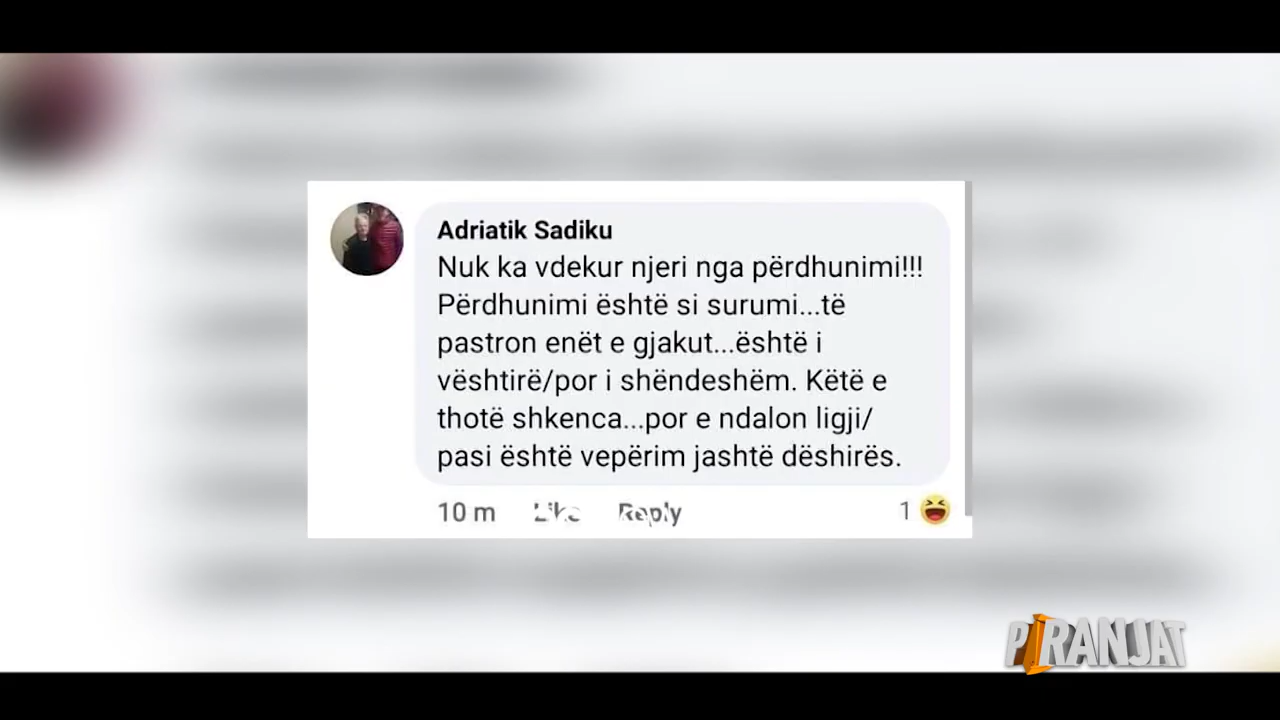 Adriatik Sadiku
Nuk ka vdekur njeri nga përdhunimi!!!
Përdhunimi është si surumi...të
pastron enët e gjakut...është i
vështirë/por i shëndeshëm. Këtë e
thotë shkenca...por e ndalon ligji/
pasi është vepërim jashtë dëshirës.
10 m Like Reply 1
PIRANJAT